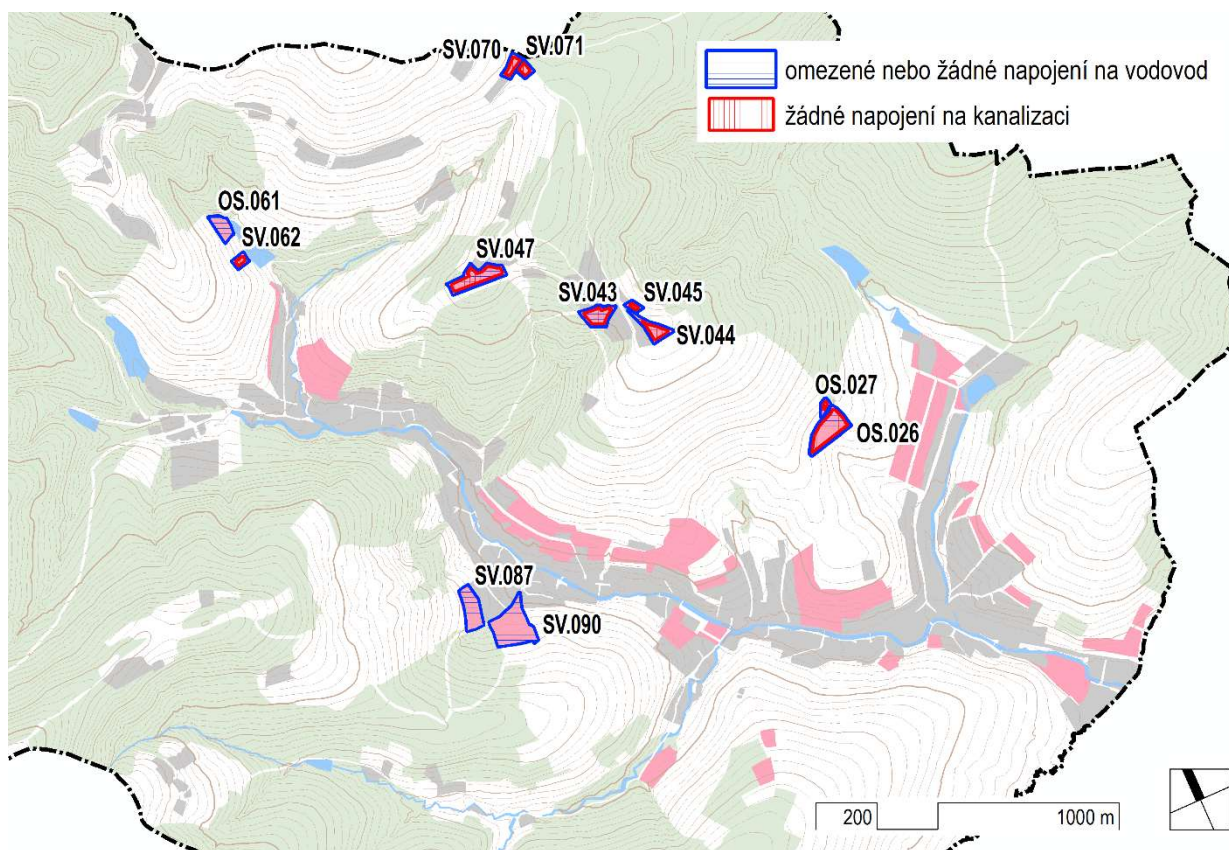 SV.070 SV.071
omezené nebo žádné napojení na vodovod
žádné napojení na kanalizaci
OS.061
SV.062
SV.047
SV.043
SV.045
SV.044
OS.027
OS.026
SV.087
SV.090
200 1000 m